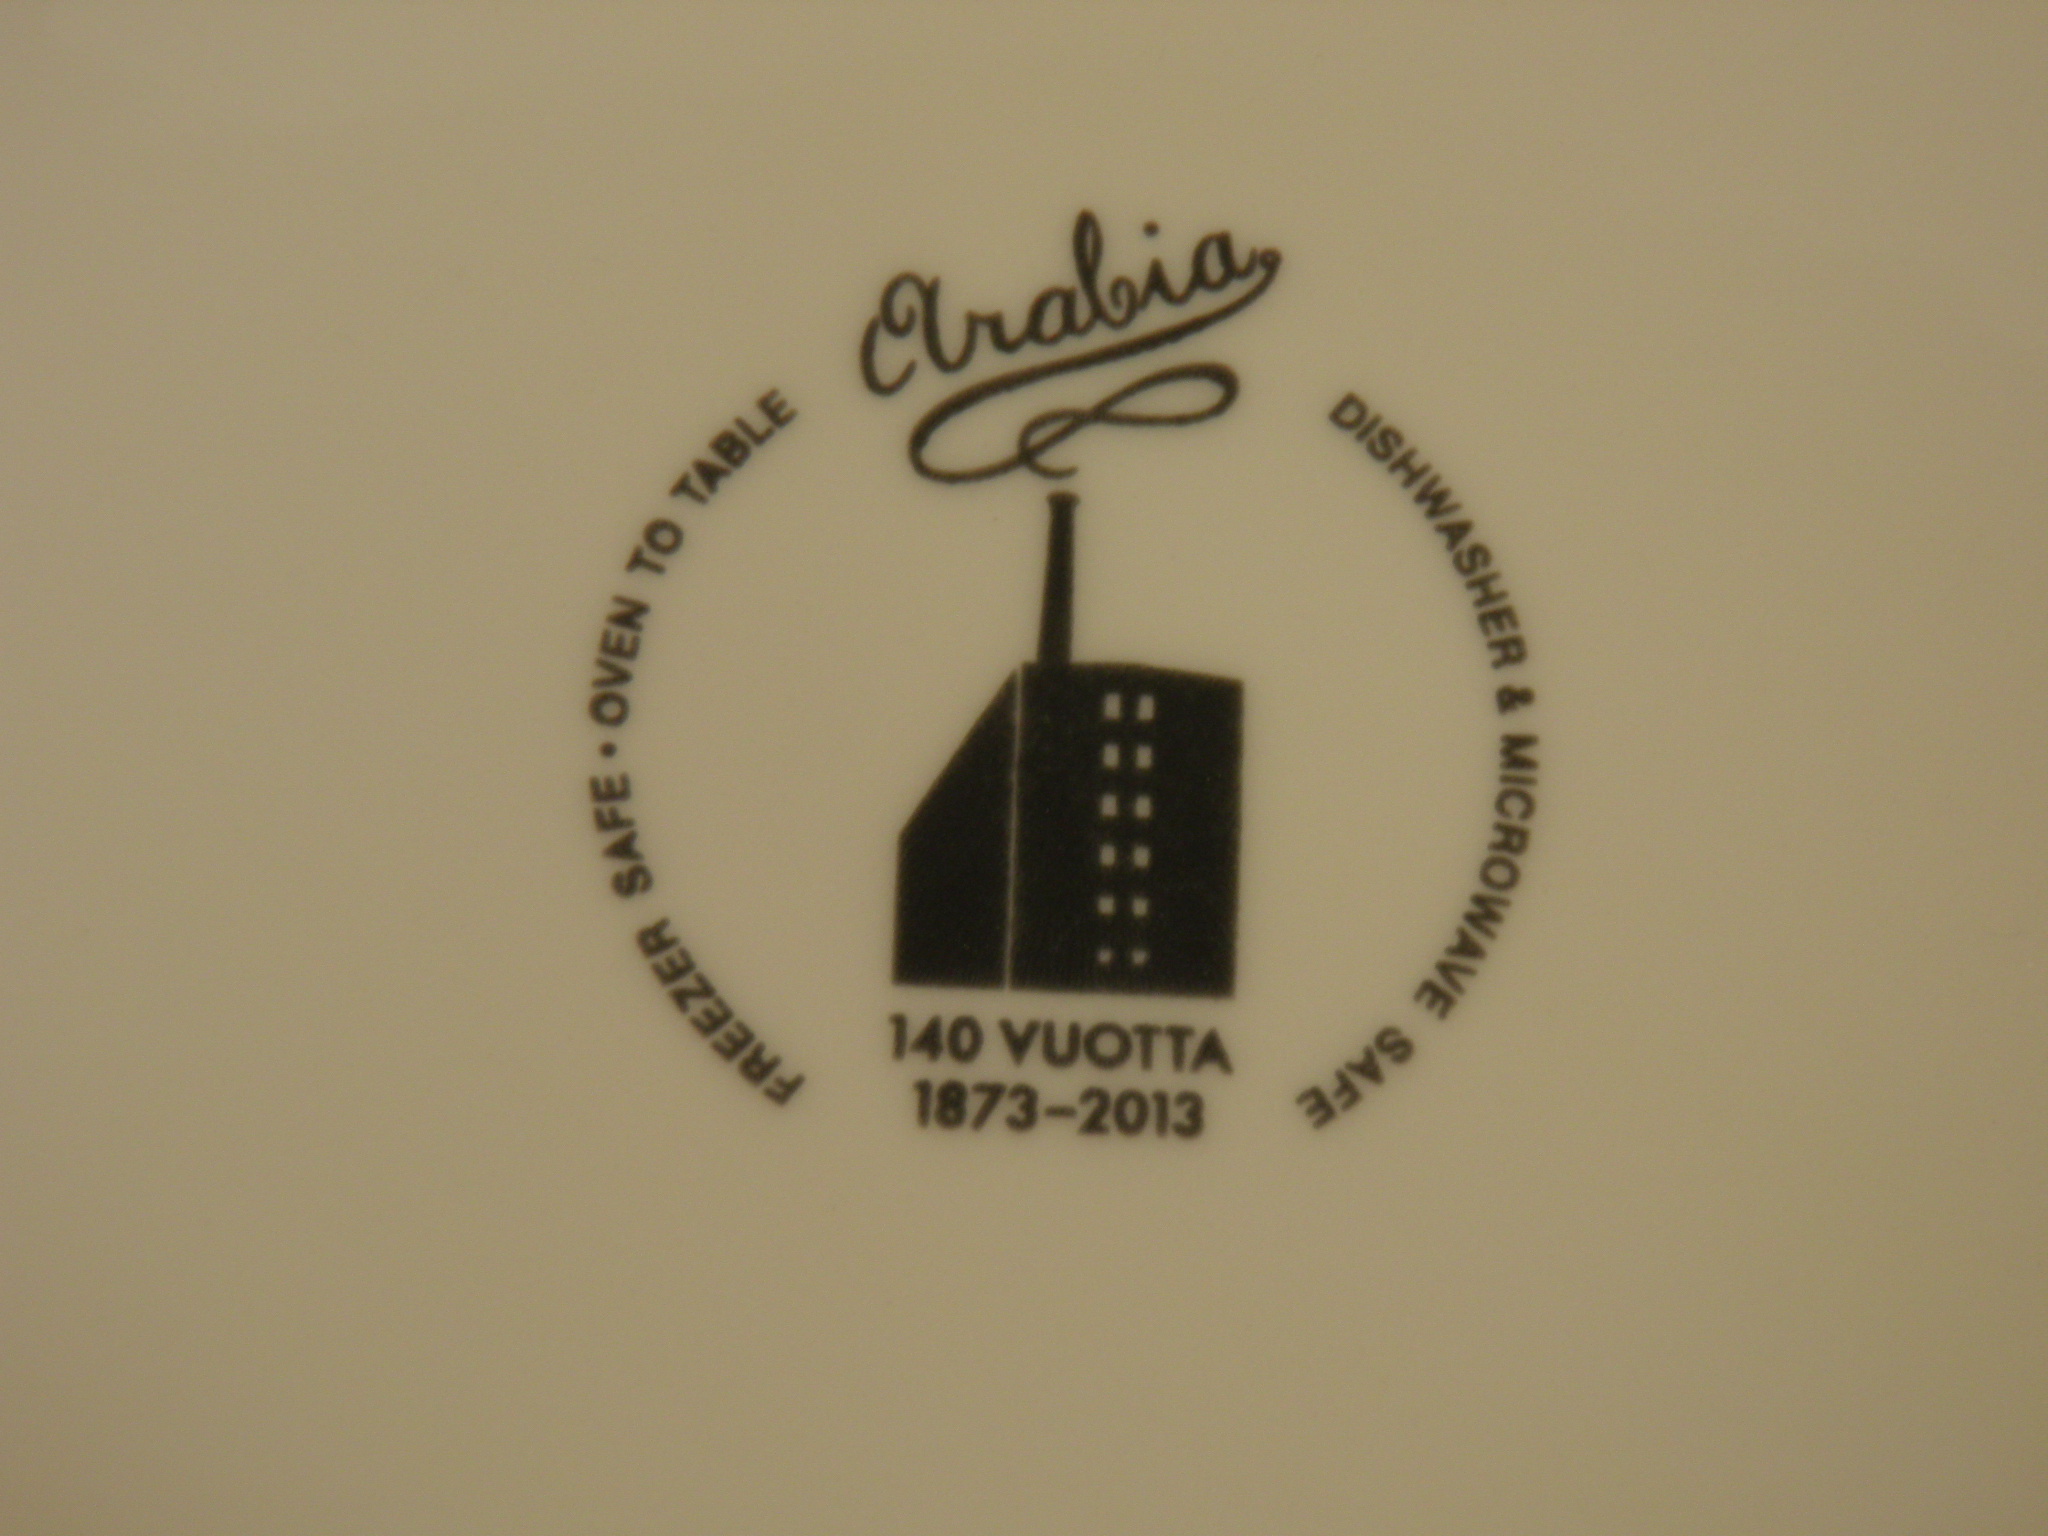 Arabia
FREEZER SAFE • OVEN TO TABLE
DISHWASHER & MICROWAVE SAFE
140 VUOTTA
1873–2013